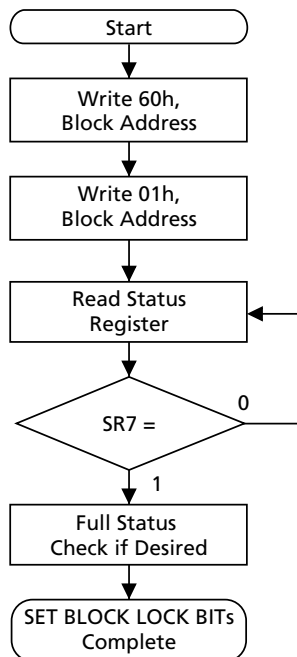 Start
Write 60h,
Block Address
Write 01h,
Block Address
Read Status
Register
SR7 =
0
1
Full Status
Check if Desired
SET BLOCK LOCK BITs
Complete